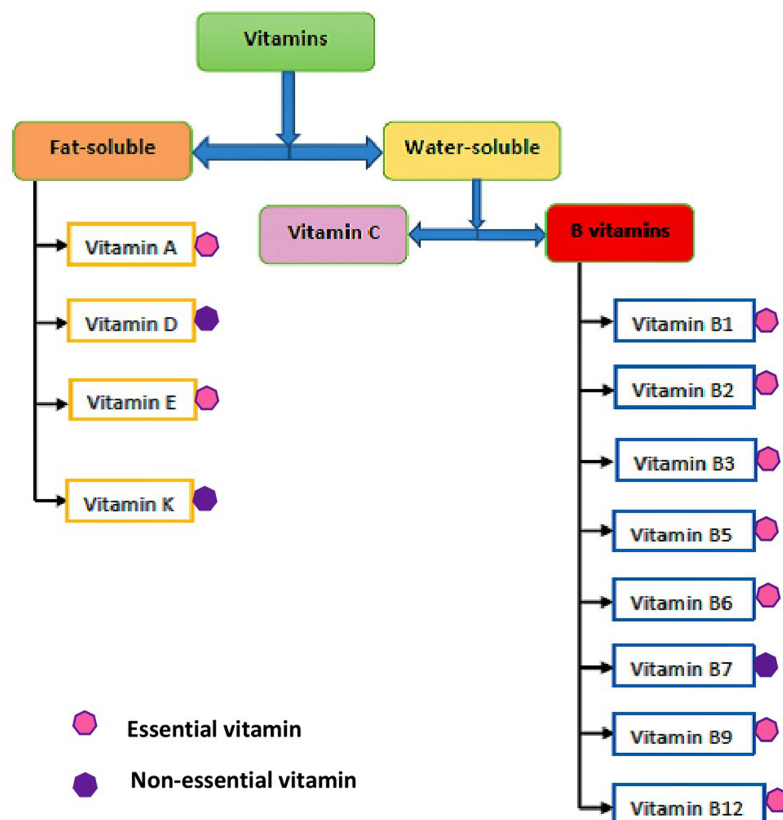 Vitamins
Fat-soluble
Water-soluble
Vitamin A
Vitamin D
Vitamin E
Vitamin K
Vitamin C
B vitamins
Vitamin B1
Vitamin B2
Vitamin B3
Vitamin B5
Vitamin B6
Vitamin B7
Vitamin B9
Vitamin B12
Essential vitamin
Non-essential vitamin